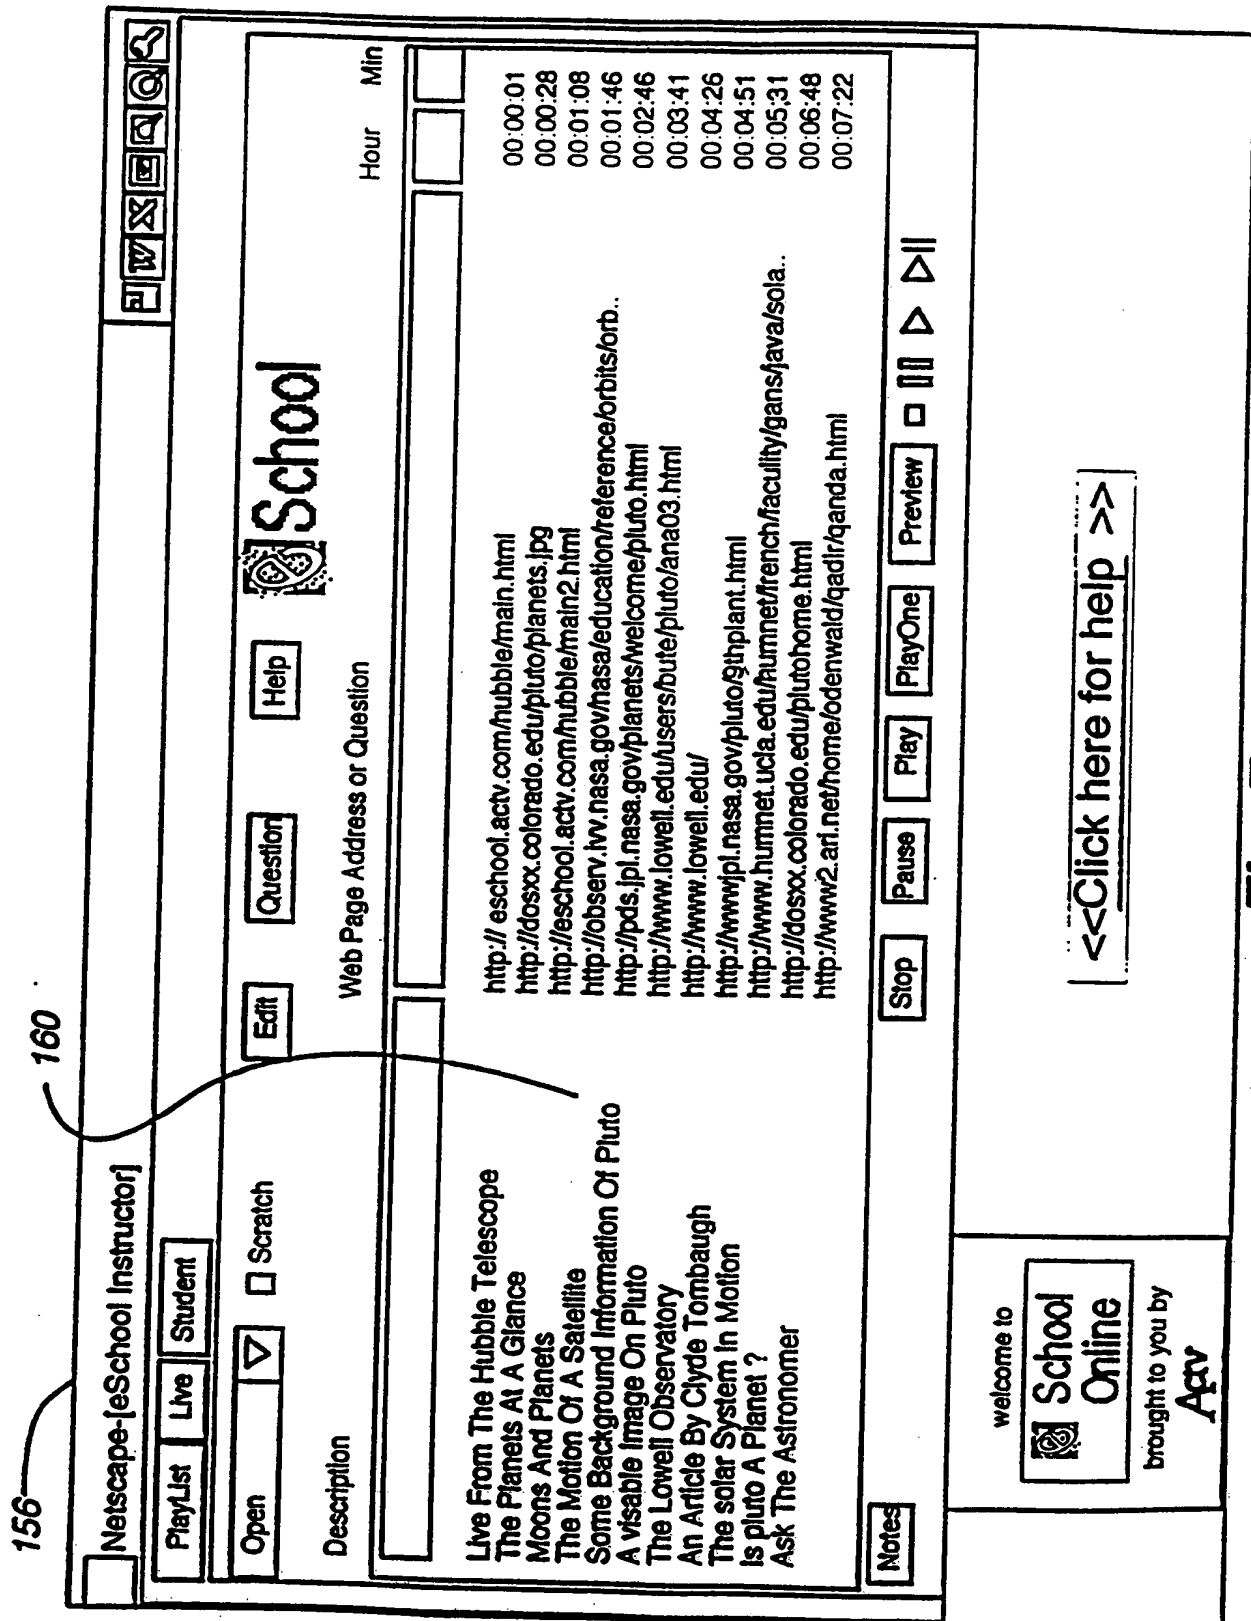 156
160
Netscape-[eSchool Instructor]
PlayList Live Student
Open Scratch Edit Question Help School
Description Web Page Address or Question Hour Min
Live From The Hubble Telescope http:// eschool.actv.com/hubble/main.html 00:00:01
The Planets At A Glance http://dosxx.colorado.edu/pluto/planets.jpg 00:00:28
Moons And Planets http://eschool.actv.com/hubble/main2.html 00:01:08
The Motion Of A Satellite http://observ.ivv.nasa.gov/nasa/education/reference/orbits/orb.. 00:01:46
Some Background Information Of Pluto http://pds.jpl.nasa.gov/planets/welcome/pluto.html 00:02:46
A visable Image On Pluto http://www.lowell.edu/users/bute/pluto/ana03.html 00:03:41
The Lowell Observatory http://www.lowell.edu/ 00:04:26
An Article By Clyde Tombaugh http://wwwjpl.nasa.gov/pluto/9thplant.html 00:04:51
The solar System In Motion http://www.humnet.ucla.edu/humnet/french/faculity/gans/java/sola.. 00:05:31
Is pluto A Planet ? http://dosxx.colorado.edu/plutohome.html 00:06:48
Ask The Astronomer http://www2.ari.net/home/odenwald/qadir/qanda.html 00:07:22
Notes Stop Pause Play PlayOne Preview
welcome to
School
Online
brought to you by
Actv
<<Click here for help >>